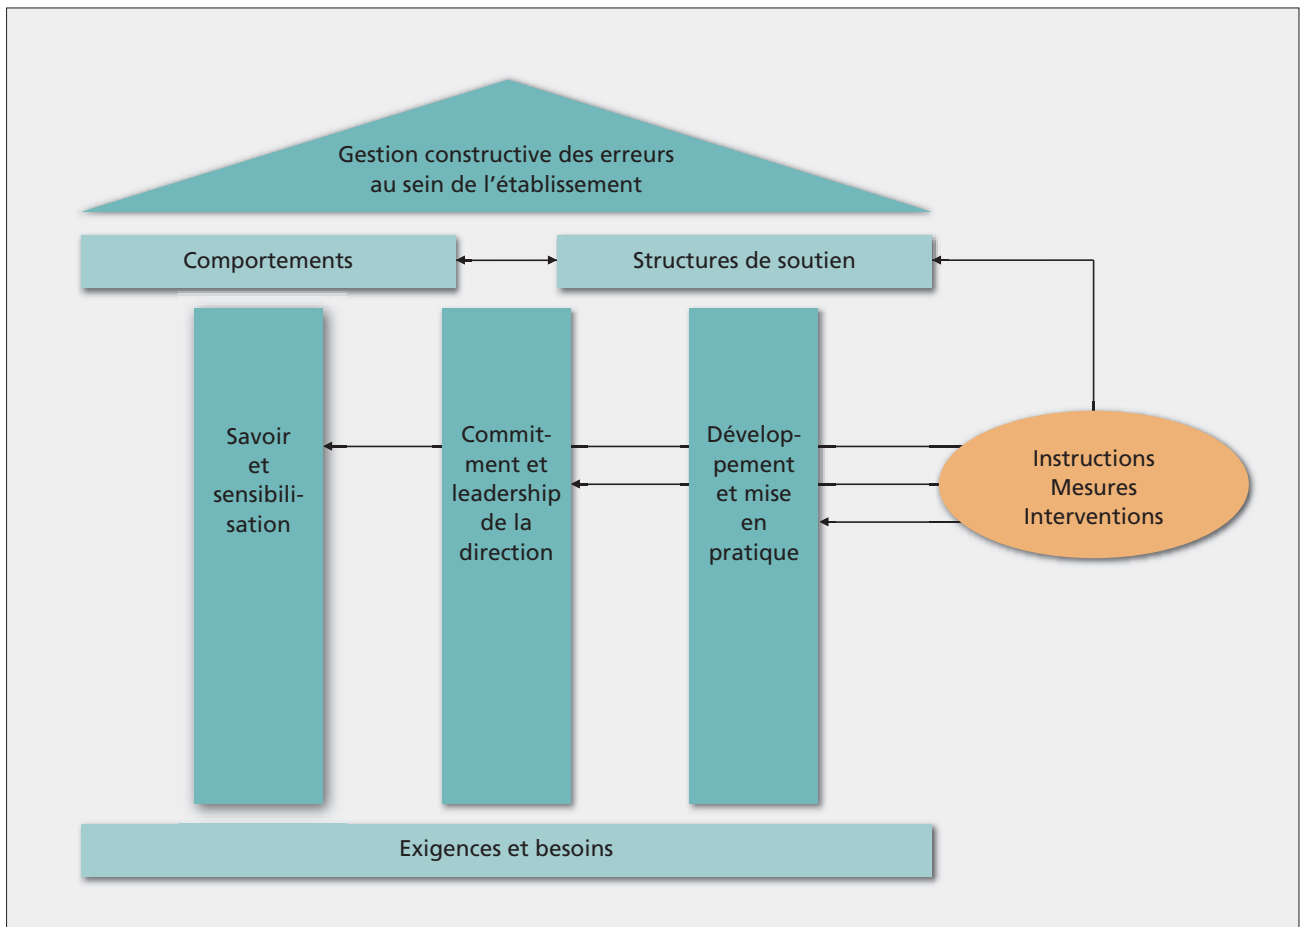 Gestion constructive des erreurs
au sein de l’établissement
Comportements
Structures de soutien
Savoir
et
sensibili-
sation
Commit-
ment et
leadership
de la
direction
Dévelop-
pement
et mise
en
pratique
Instructions
Mesures
Interventions
Exigences et besoins